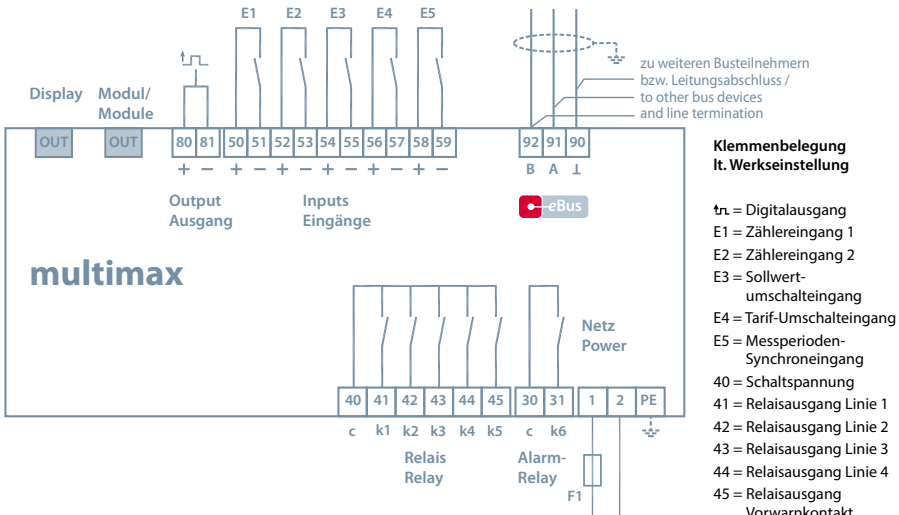 E1 E2 E3 E4 E5
zu weiteren Busteilnehmern
bzw. Leitungsabschluss /
to other bus devices
and line termination
Display
Modul/
Module
OUT OUT
80 81 50 51 52 53 54 55 56 57 58 59
92 91 90
+ – + – + – + – + – + –
B A ⊥
Output
Ausgang
Inputs
Eingänge
eBus
multimax
Netz
Power
40 41 42 43 44 45 30 31 1 2 PE
c k1 k2 k3 k4 k5 c k6
Relais
Relay
Alarm-
Relay
F1
Klemmenbelegung
lt. Werkseinstellung
= Digitalausgang
E1 = Zählereingang 1
E2 = Zählereingang 2
E3 = Sollwert-
umschalteingang
E4 = Tarif-Umschalteingang
E5 = Messperioden-
Synchroneingang
40 = Schaltspannung
41 = Relaisausgang Linie 1
42 = Relaisausgang Linie 2
43 = Relaisausgang Linie 3
44 = Relaisausgang Linie 4
45 = Relaisausgang
Vorwarnkontakt